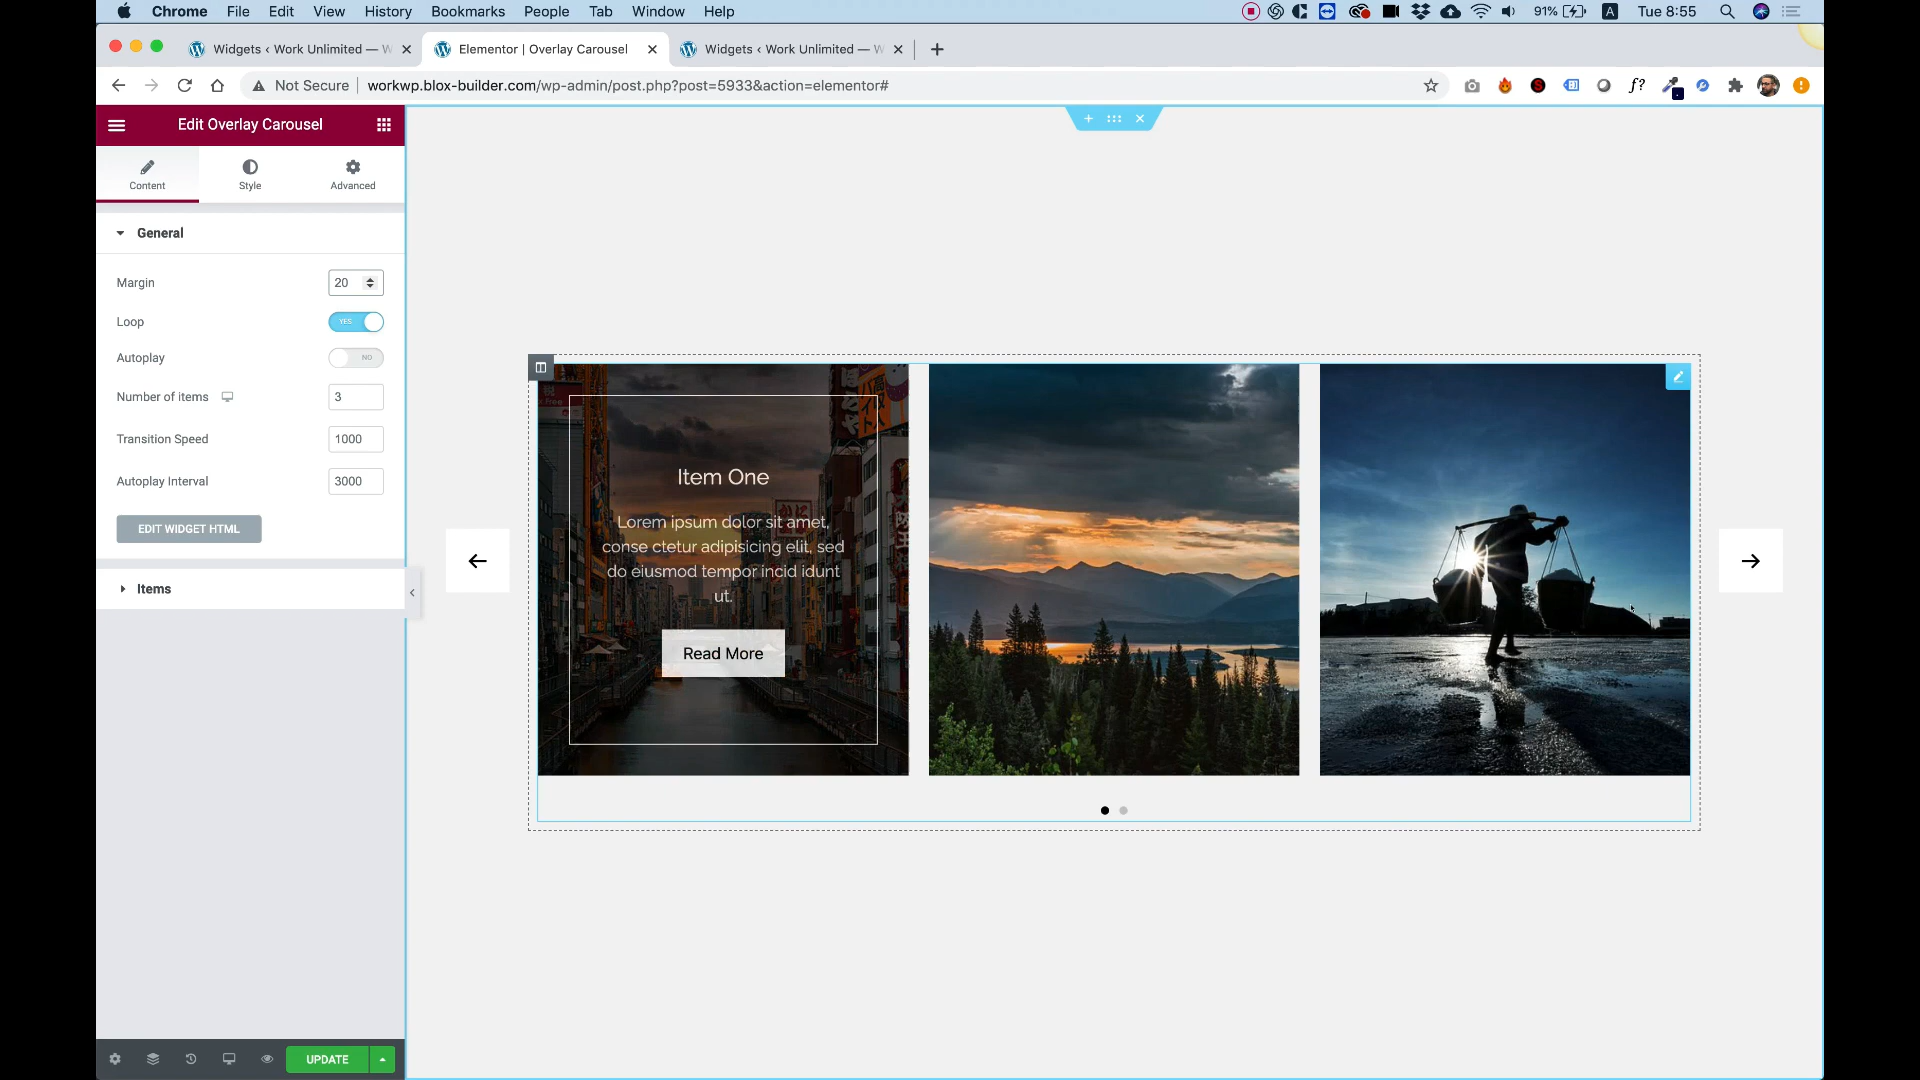 Chrome File Edit View History Bookmarks People Tab Window Help
91% A Tue 8:55
Widgets ‹ Work Unlimited — W
Elementor | Overlay Carousel
Widgets ‹ Work Unlimited — W
Not Secure workwp.blox-builder.com/wp-admin/post.php?post=5933&action=elementor#
Edit Overlay Carousel
Content
Style
Advanced
General
Margin 20
Loop YES
Autoplay NO
Number of items 3
Transition Speed 1000
Autoplay Interval 3000
EDIT WIDGET HTML
Items
UPDATE
Item One
Lorem ipsum dolor sit amet,
conse ctetur adipisicing elit, sed
do eiusmod tempor incid idunt
ut.
Read More